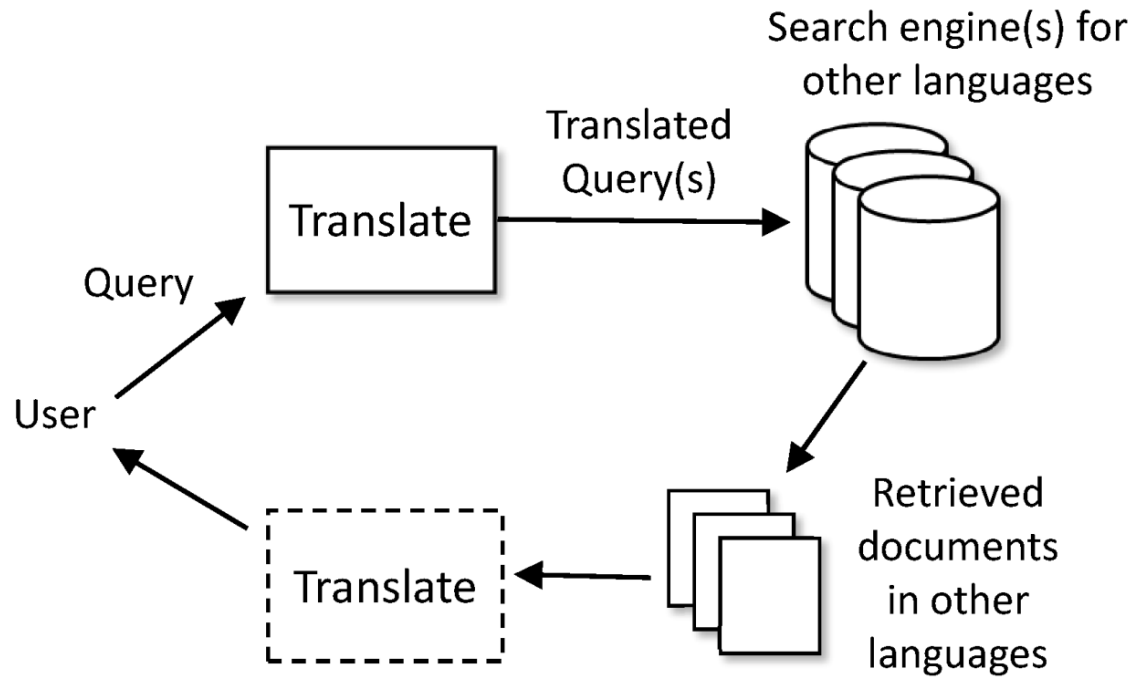 Search engine(s) for
other languages
Translated
Query(s)
Translate
Query
User
Translate
Retrieved
documents
in other
languages